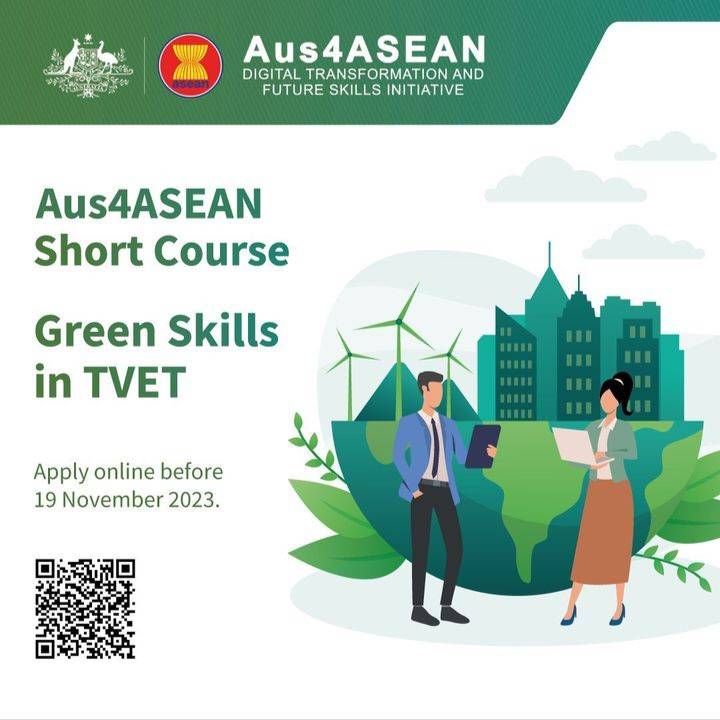 asean
Aus4ASEAN
DIGITAL TRANSFORMATION AND
FUTURE SKILLS INITIATIVE
Aus4ASEAN
Short Course
Green Skills
in TVET
Apply online before
19 November 2023.